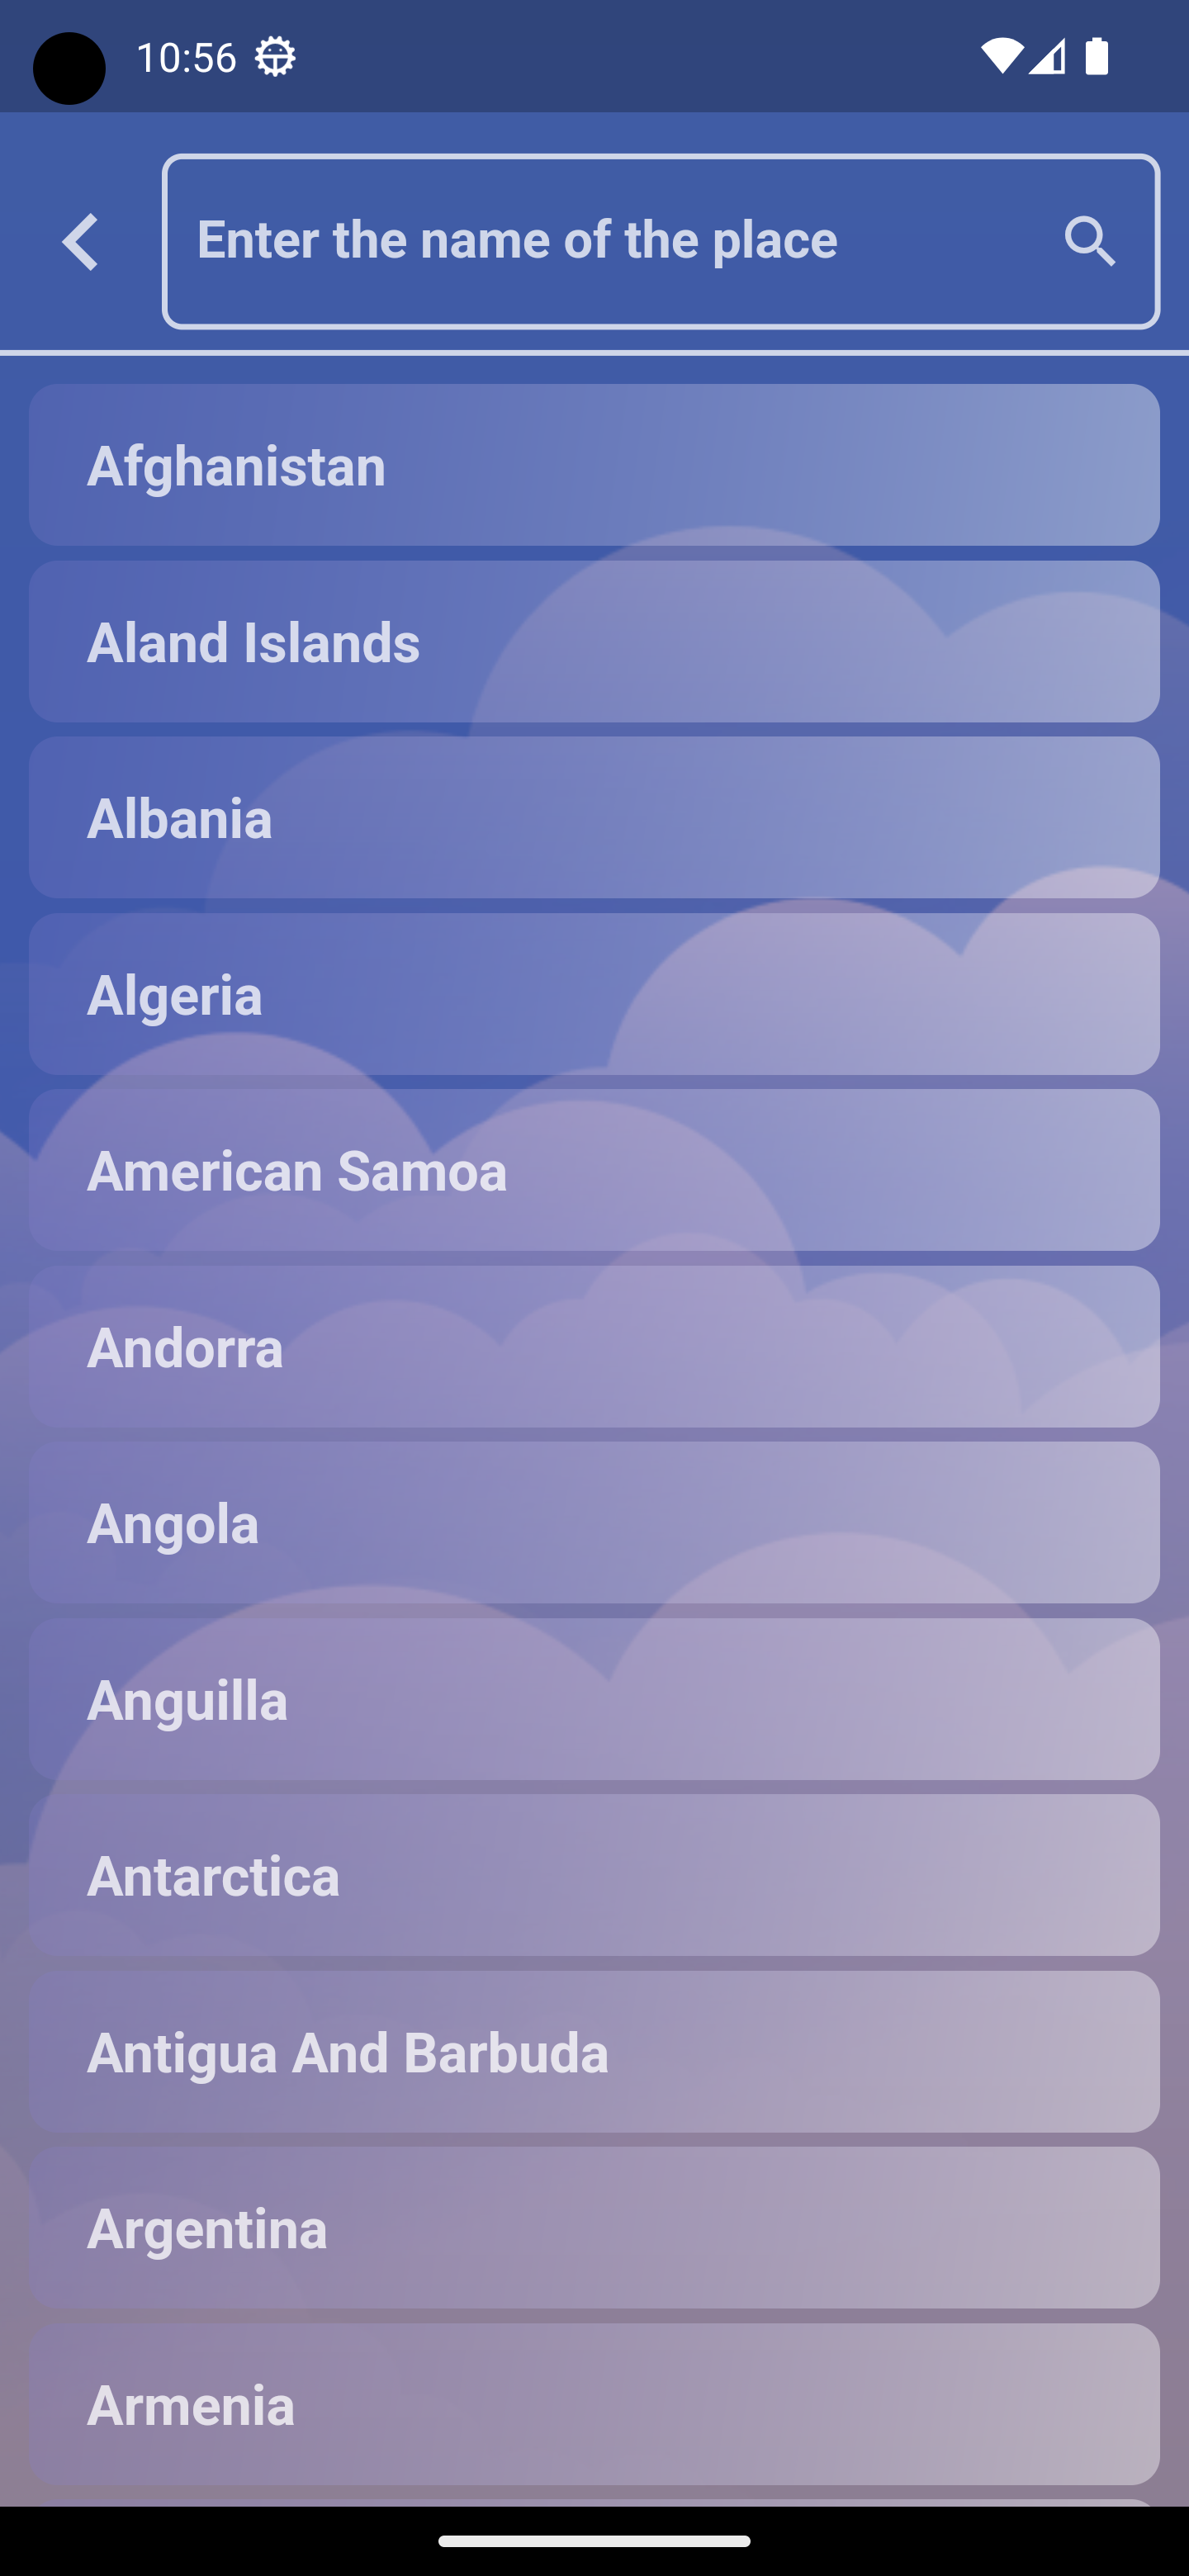 10:56
Enter the name of the place
Afghanistan
Aland Islands
Albania
Algeria
American Samoa
Andorra
Angola
Anguilla
Antarctica
Antigua And Barbuda
Argentina
Armenia